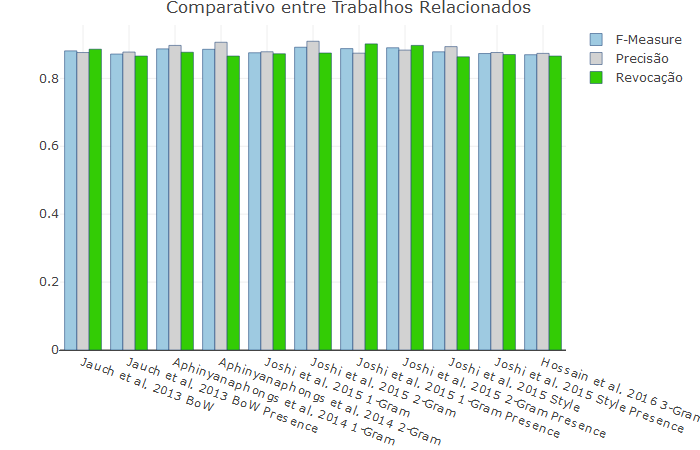 Comparativo entre Trabalhos Relacionados
F-Measure
Precisão
Revocação
0.8
0.6
0.4
0.2
0
Jauch et al. 2013 BoW
Jauch et al. 2013 BoW Presence
Aphinyanaphongs et al. 2014 1-Gram
Aphinyanaphongs et al. 2014 2-Gram
Joshi et al. 2015 1-Gram
Joshi et al. 2015 2-Gram
Joshi et al. 2015 1-Gram Presence
Joshi et al. 2015 2-Gram Presence
Joshi et al. 2015 Style
Joshi et al. 2015 Style Presence
Hossain et al. 2016 3-Gram